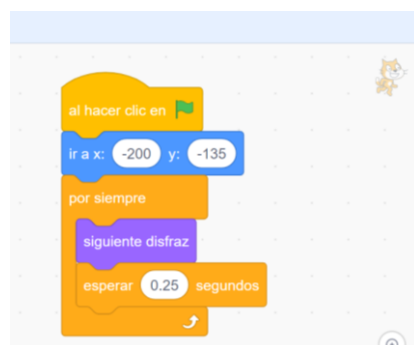 al hacer clic en
ir a x: -200 y: -135
por siempre
siguiente disfraz
esperar 0.25 segundos